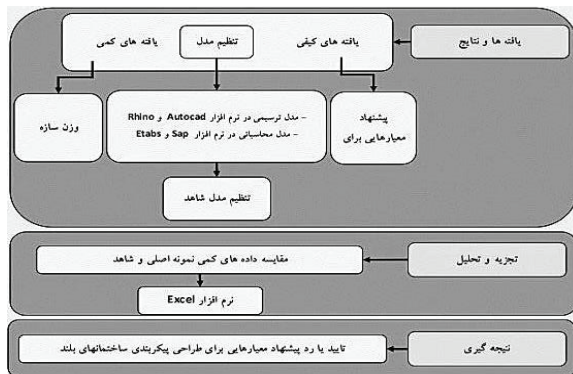 یافته ها و نتایج
یافته های کیفی
تنظیم مدل
یافته های کمی
پیشنهاد
معیارهایی برای
- مدل ترسیمی در نرم افزار Autocad و Rhino
- مدل محاسباتی در نرم افزار Sap و Etabs
وزن سازه
تنظیم مدل شاهد
تجزیه و تحلیل
مقایسه داده های کمی نمونه اصلی و شاهد
نرم افزار Excel
نتیجه گیری
تایید یا رد پیشنهاد معیارهایی برای طراحی پیکربندی ساختمانهای بلند